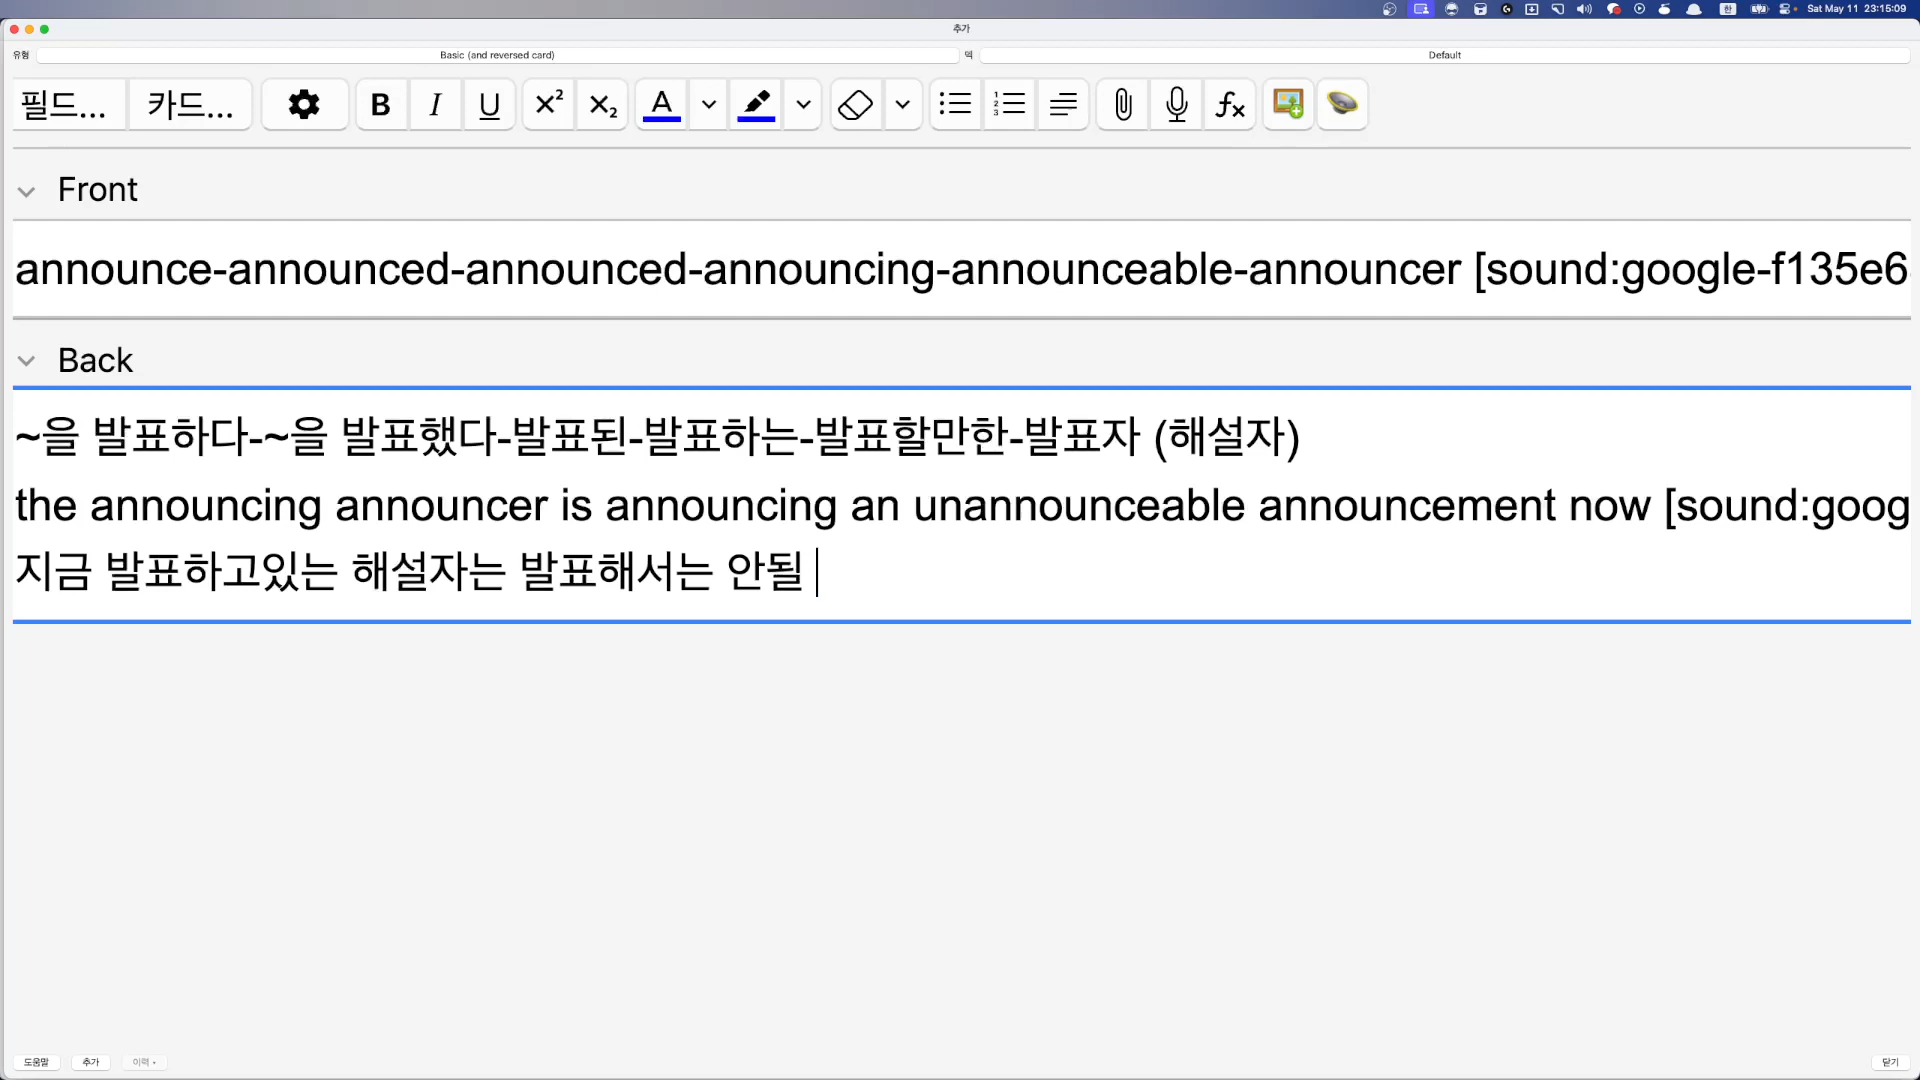 Sat May 11 23:15:09
추가
유형 Basic (and reversed card) 덱 Default
필드... 카드... B I U X² X₂ A fx
Front
announce-announced-announced-announcing-announceable-announcer [sound:google-f135e6
Back
~을 발표하다-~을 발표했다-발표된-발표하는-발표할만한-발표자 (해설자)
the announcing announcer is announcing an unannounceable announcement now [sound:goog
지금 발표하고있는 해설자는 발표해서는 안될
도움말 추가 이력 닫기